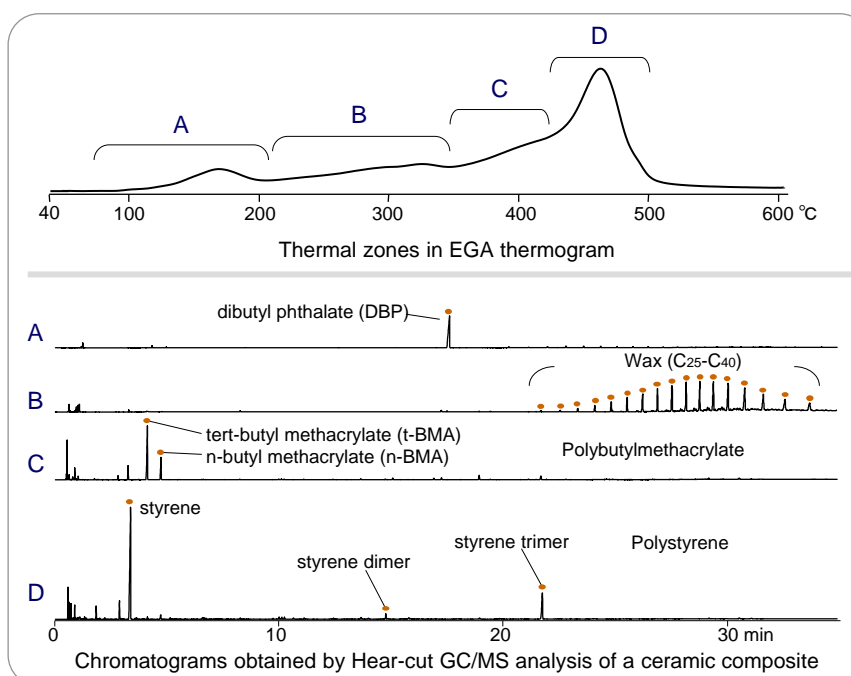 D
C
B
A
40 100 200 300 400 500 600 °C
Thermal zones in EGA thermogram
dibutyl phthalate (DBP)
A
Wax (C25-C40)
B
tert-butyl methacrylate (t-BMA)
n-butyl methacrylate (n-BMA)
Polybutylmethacrylate
C
styrene
styrene trimer
Polystyrene
styrene dimer
D
0 10 20 30 min
Chromatograms obtained by Hear-cut GC/MS analysis of a ceramic composite